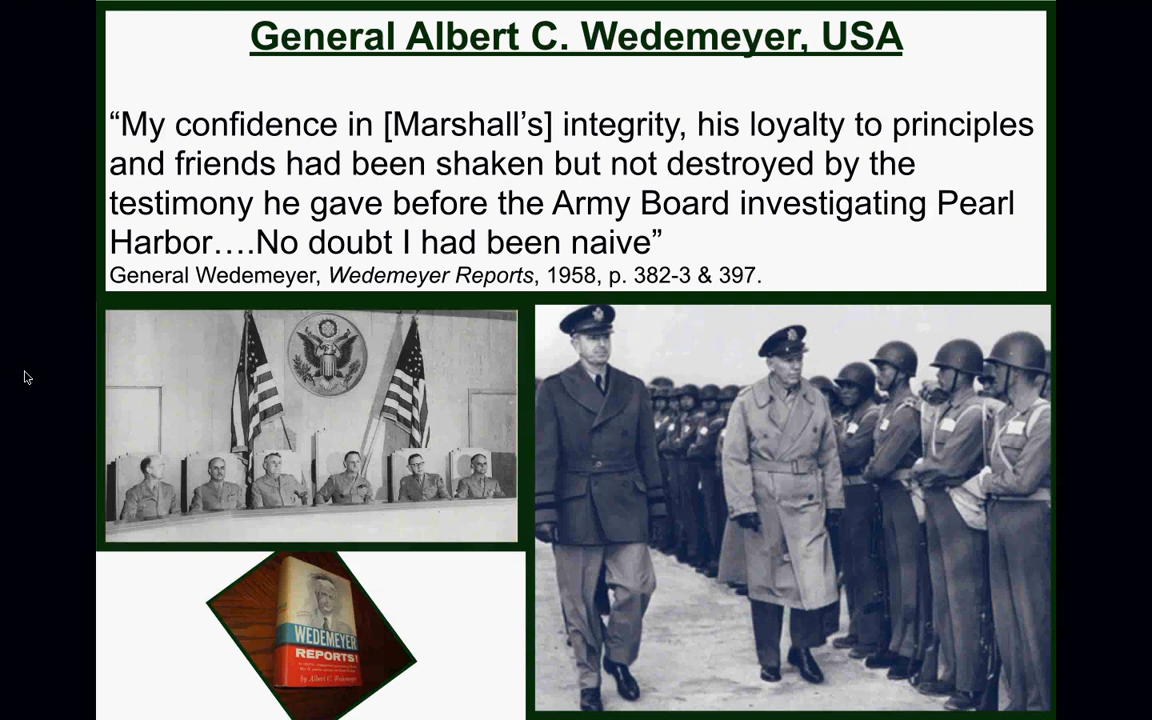 General Albert C. Wedemeyer, USA
“My confidence in [Marshall’s] integrity, his loyalty to principles
and friends had been shaken but not destroyed by the
testimony he gave before the Army Board investigating Pearl
Harbor….No doubt I had been naive”
General Wedemeyer, Wedemeyer Reports, 1958, p. 382-3 & 397.
WEDEMEYER
REPORTS!
by Albert C. Wedemeyer